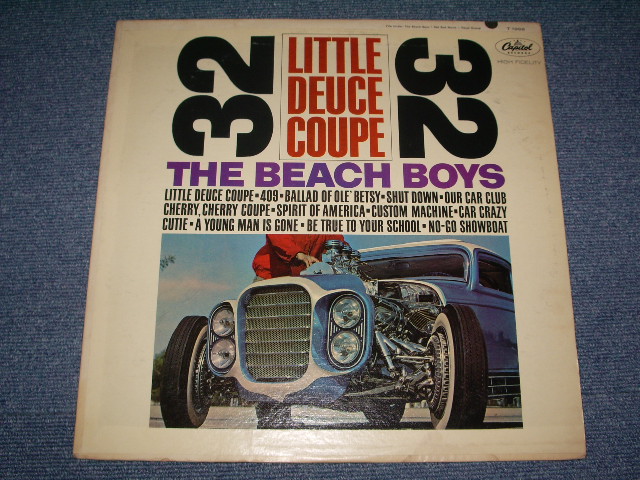 Capitol
RECORDS
HIGH FIDELITY
32
LITTLE
DEUCE
COUPE
32
THE BEACH BOYS
LITTLE DEUCE COUPE•409•BALLAD OF OLE' BETSY•SHUT DOWN•OUR CAR CLUB
CHERRY, CHERRY COUPE•SPIRIT OF AMERICA•CUSTOM MACHINE•CAR CRAZY
CUTIE•A YOUNG MAN IS GONE•BE TRUE TO YOUR SCHOOL•NO-GO SHOWBOAT